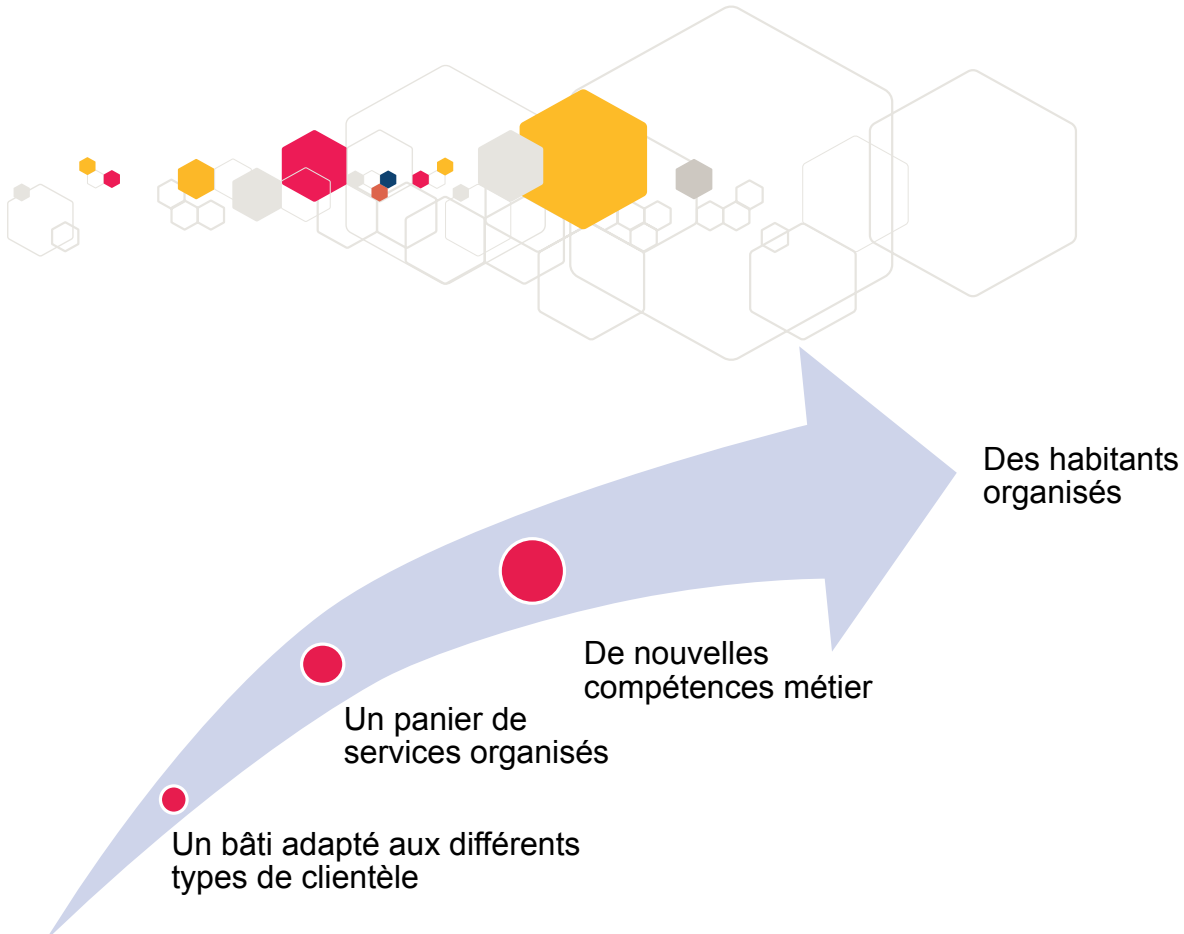 Des habitants
organisés
De nouvelles
compétences métier
Un panier de
services organisés
Un bâti adapté aux différents
types de clientèle